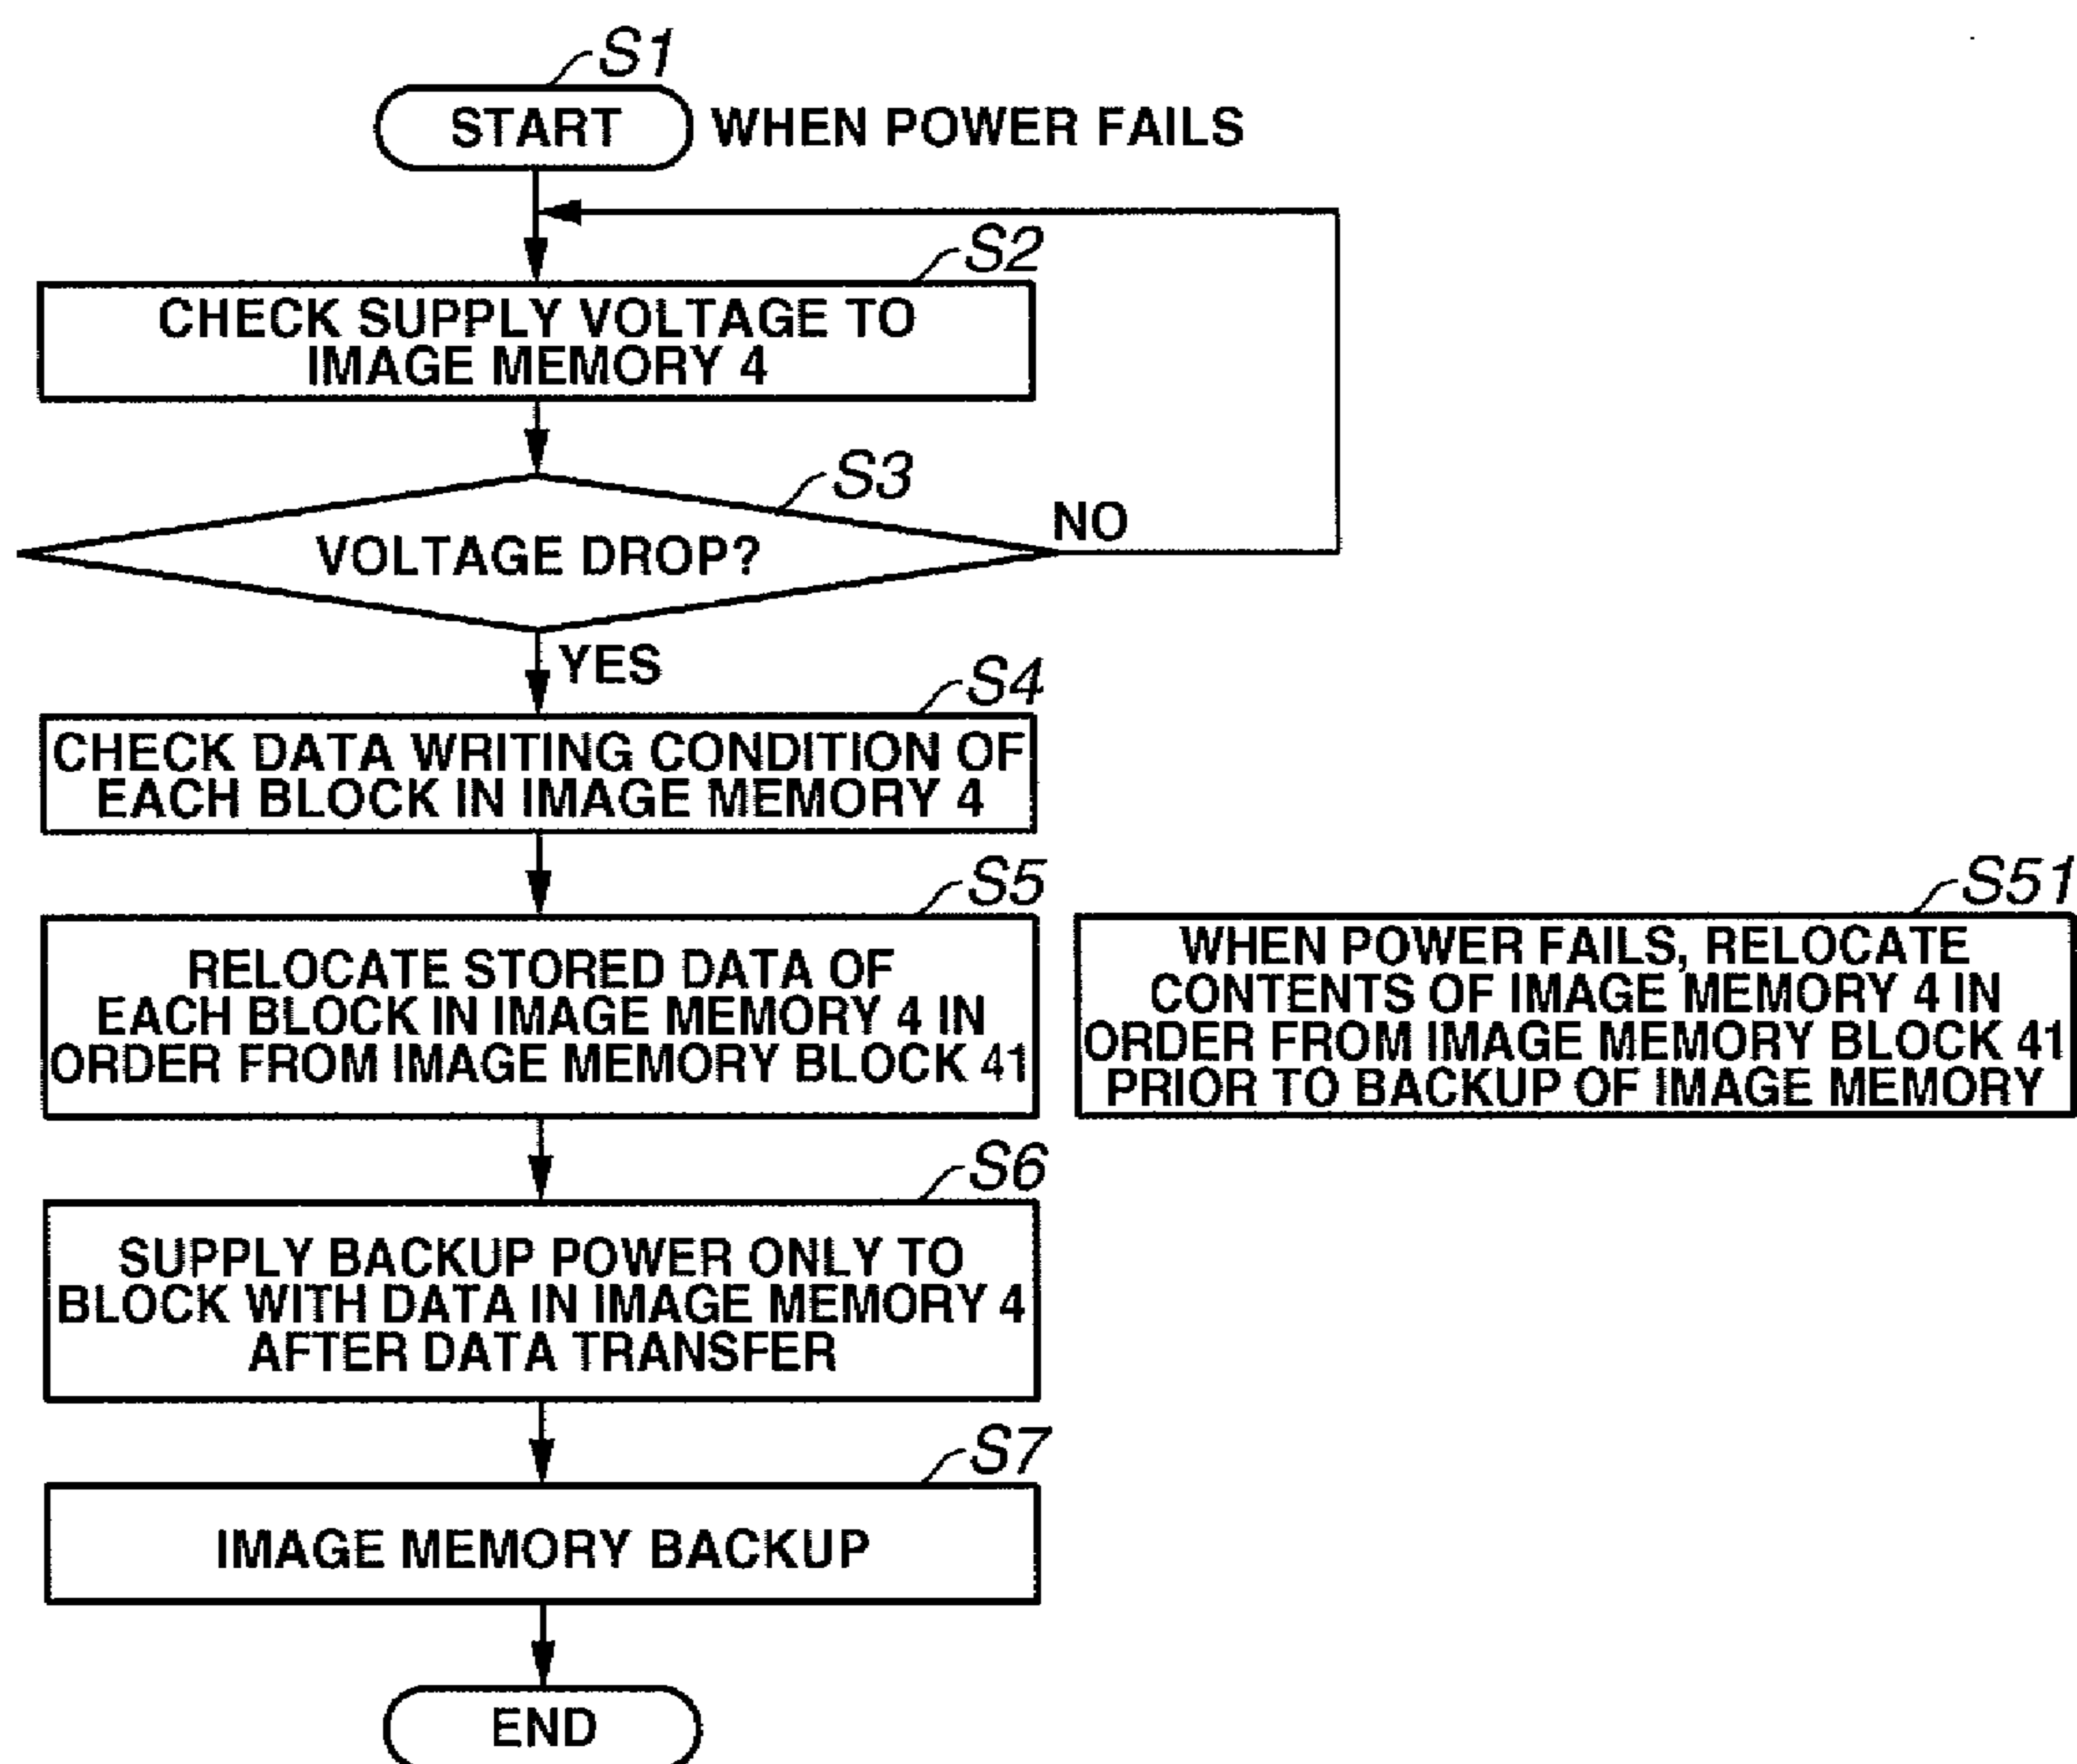 S1
START WHEN POWER FAILS
S2
CHECK SUPPLY VOLTAGE TO
IMAGE MEMORY 4
S3
VOLTAGE DROP?
NO
YES
S4
CHECK DATA WRITING CONDITION OF
EACH BLOCK IN IMAGE MEMORY 4
S5
RELOCATE STORED DATA OF
EACH BLOCK IN IMAGE MEMORY 4 IN
ORDER FROM IMAGE MEMORY BLOCK 41
S51
WHEN POWER FAILS, RELOCATE
CONTENTS OF IMAGE MEMORY 4 IN
ORDER FROM IMAGE MEMORY BLOCK 41
PRIOR TO BACKUP OF IMAGE MEMORY
S6
SUPPLY BACKUP POWER ONLY TO
BLOCK WITH DATA IN IMAGE MEMORY 4
AFTER DATA TRANSFER
S7
IMAGE MEMORY BACKUP
END